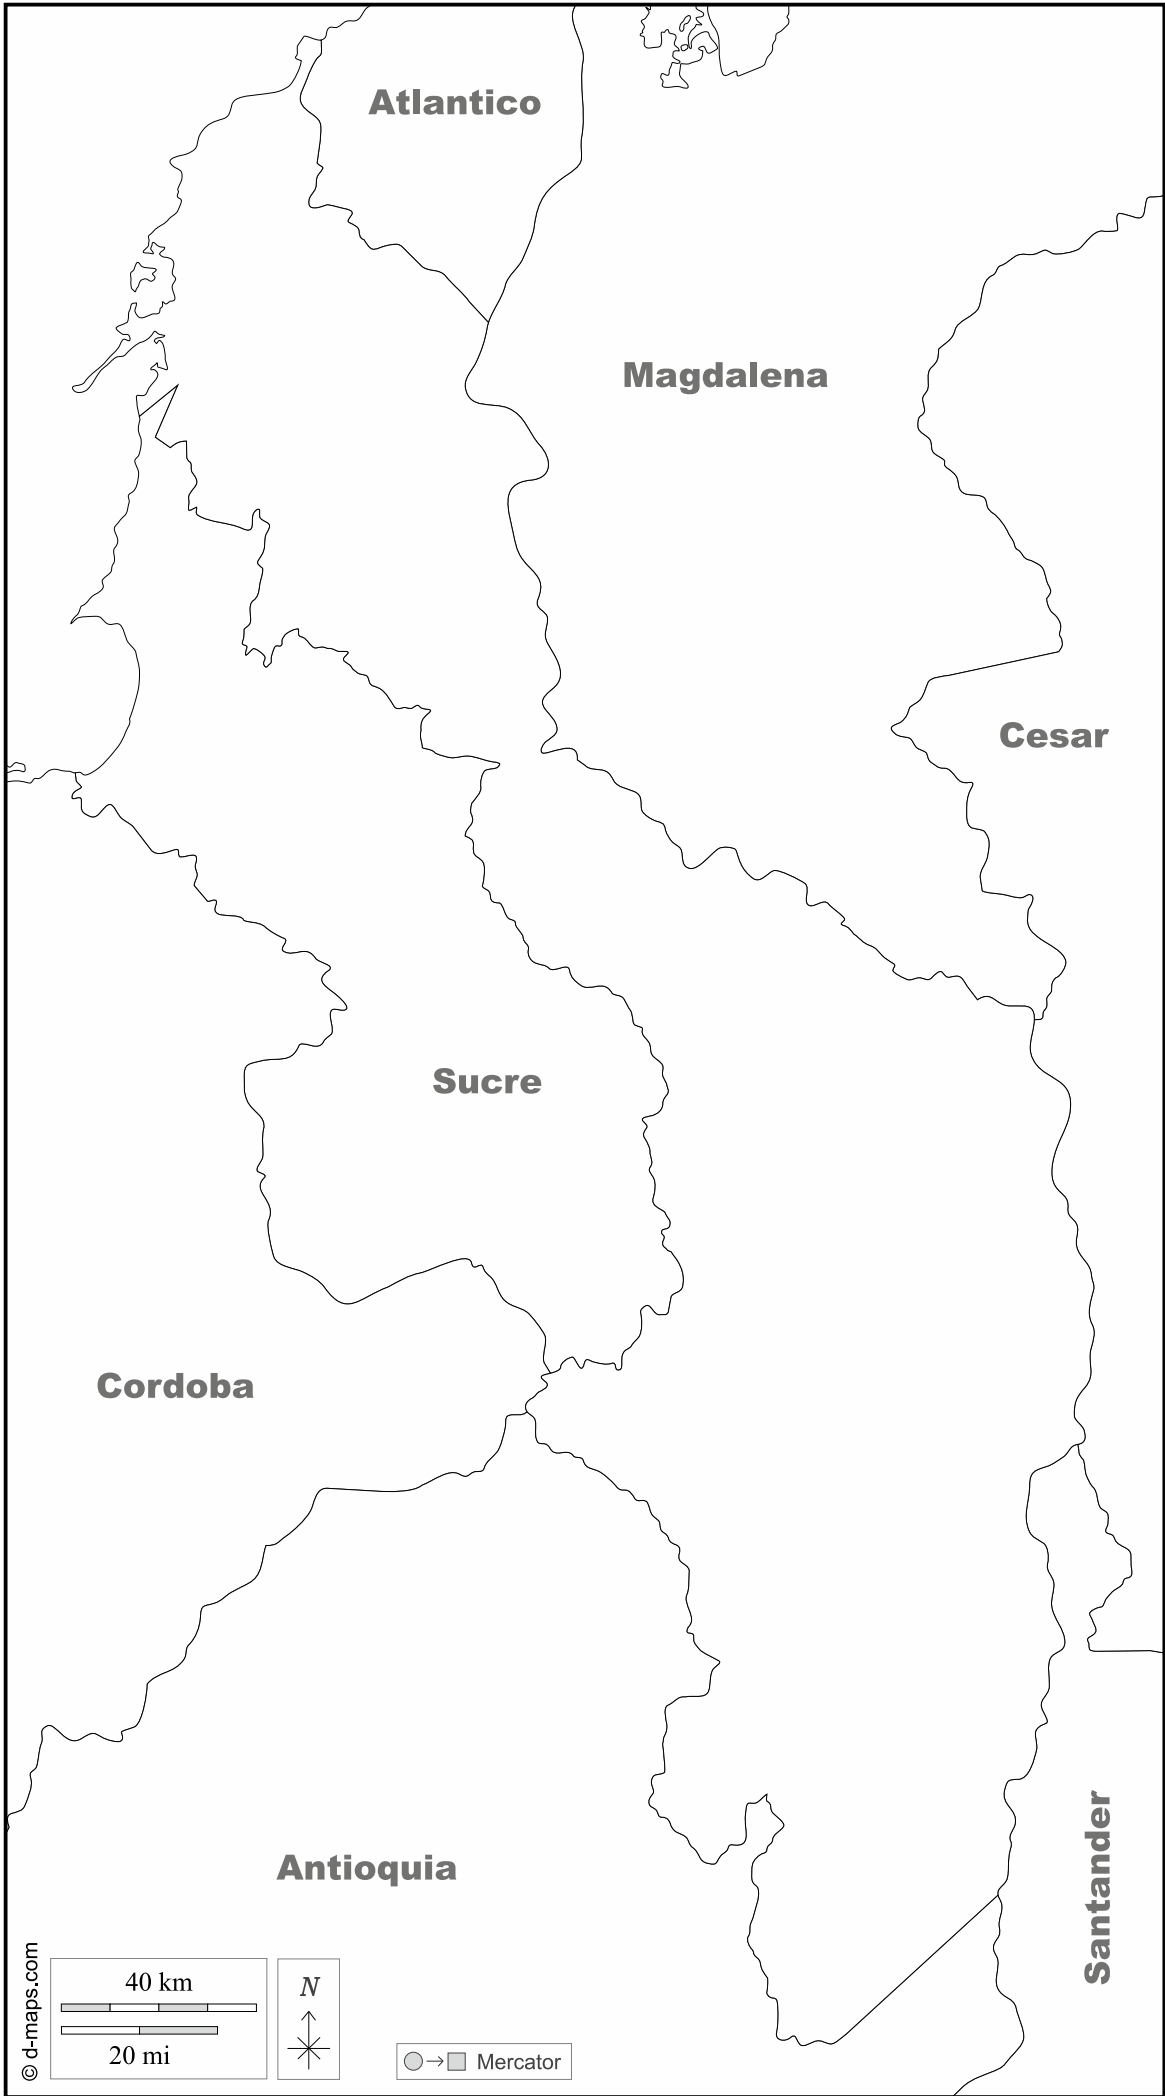 Atlantico
Magdalena
Cesar
Sucre
Cordoba
Antioquia
Santander
© d-maps.com
40 km
20 mi
N
Mercator